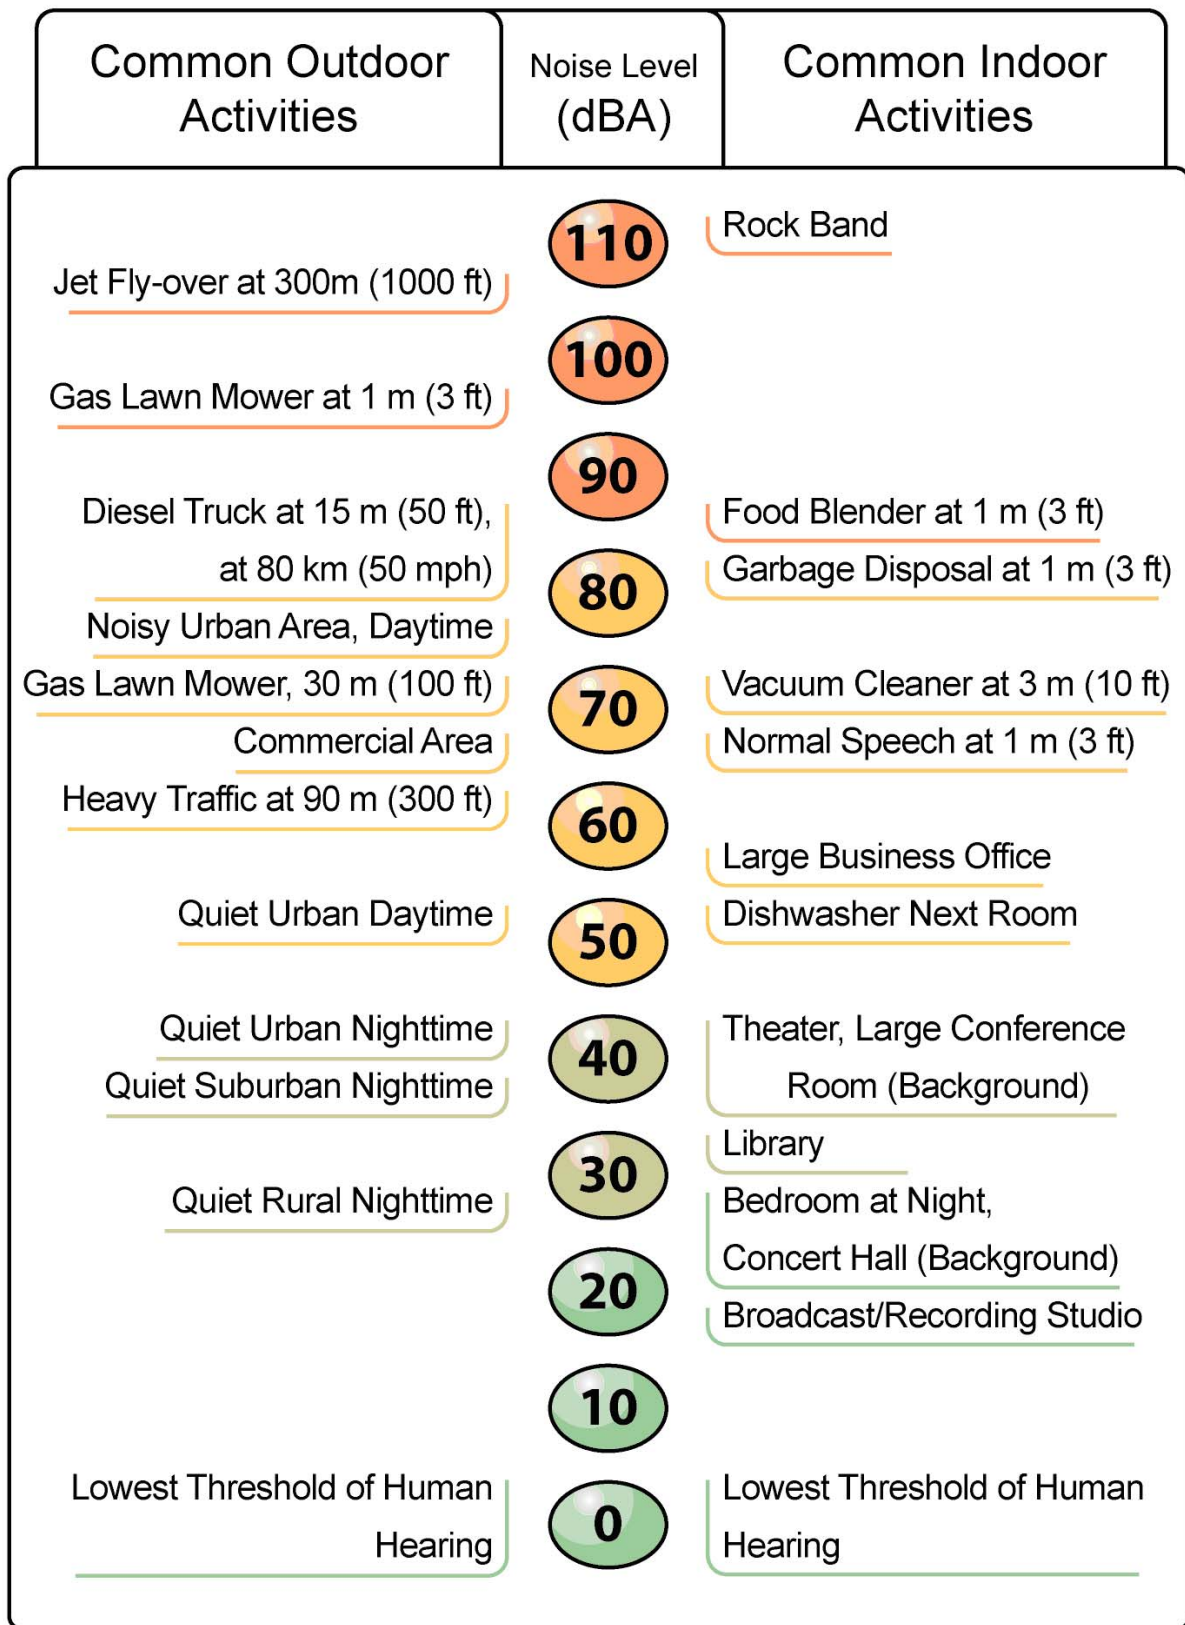 Common Outdoor
Activities
Noise Level
(dBA)
Common Indoor
Activities
110
Rock Band
Jet Fly-over at 300m (1000 ft)
100
Gas Lawn Mower at 1 m (3 ft)
90
Diesel Truck at 15 m (50 ft),
at 80 km (50 mph)
Food Blender at 1 m (3 ft)
80
Garbage Disposal at 1 m (3 ft)
Noisy Urban Area, Daytime
Gas Lawn Mower, 30 m (100 ft)
70
Vacuum Cleaner at 3 m (10 ft)
Commercial Area
Normal Speech at 1 m (3 ft)
Heavy Traffic at 90 m (300 ft)
60
Large Business Office
Quiet Urban Daytime
50
Dishwasher Next Room
Quiet Urban Nighttime
40
Theater, Large Conference
Room (Background)
Quiet Suburban Nighttime
Library
30
Quiet Rural Nighttime
Bedroom at Night,
Concert Hall (Background)
20
Broadcast/Recording Studio
10
Lowest Threshold of Human
Hearing
0
Lowest Threshold of Human
Hearing